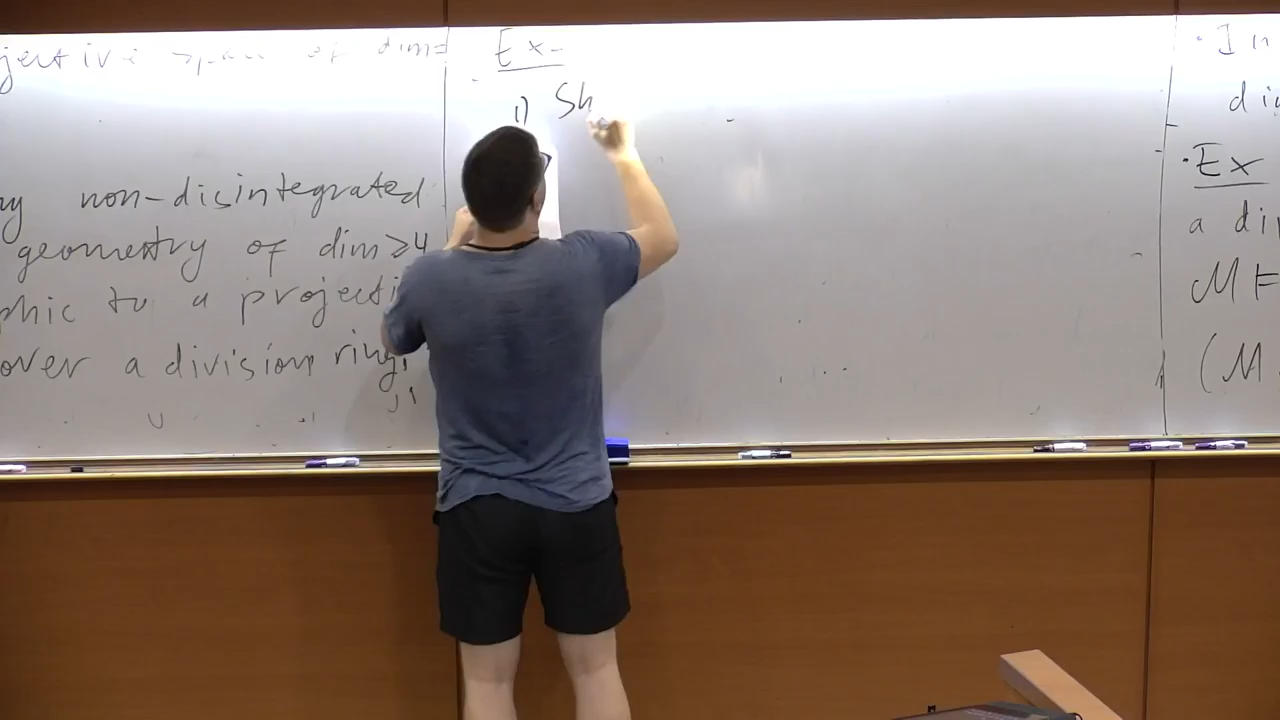 jective space of dim=
ny non-disintegrated
geometry of dim⩾4
phic to a projecti
over a division ring,
Ex-
1) Sh
· In
di
· Ex
a di
M ⊨
(M